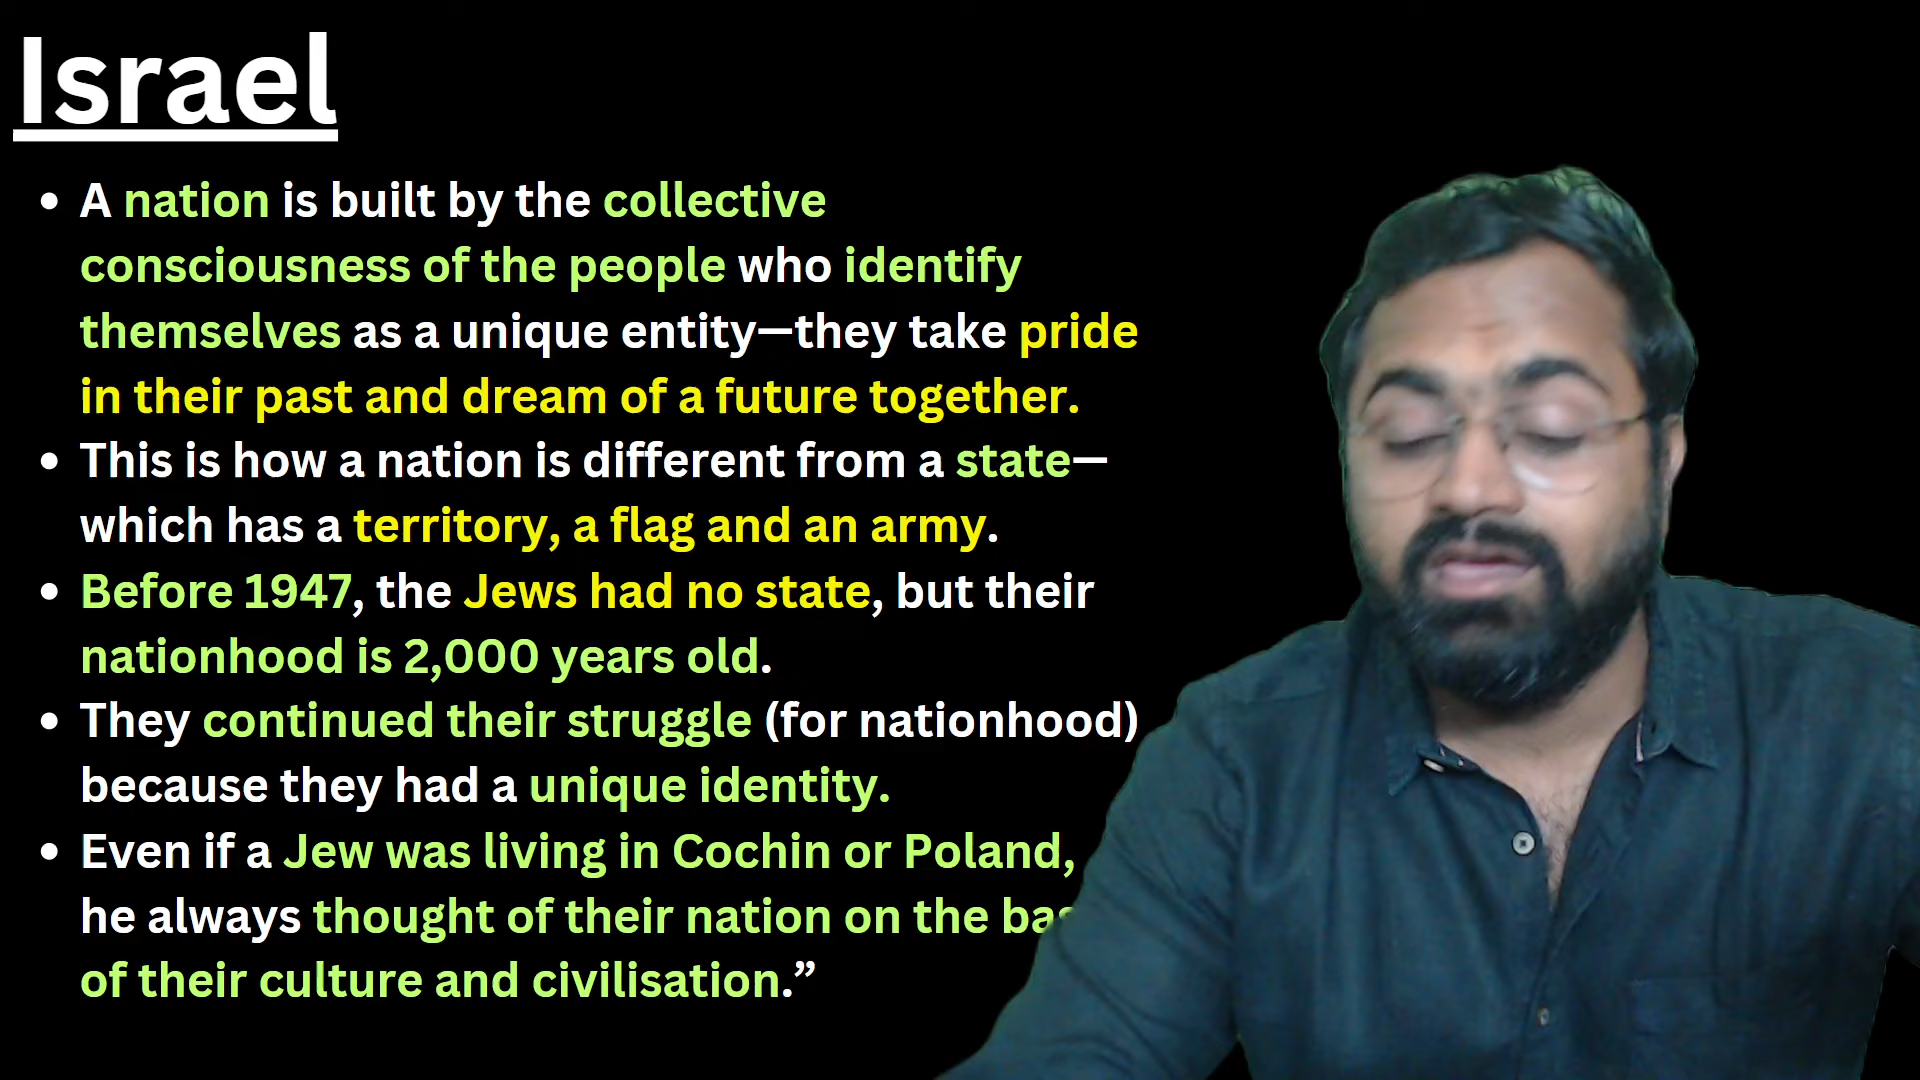 Israel
• A nation is built by the collective
consciousness of the people who identify
themselves as a unique entity—they take pride
in their past and dream of a future together.
• This is how a nation is different from a state—
which has a territory, a flag and an army.
• Before 1947, the Jews had no state, but their
nationhood is 2,000 years old.
• They continued their struggle (for nationhood)
because they had a unique identity.
• Even if a Jew was living in Cochin or Poland,
he always thought of their nation on the
of their culture and civilisation.”